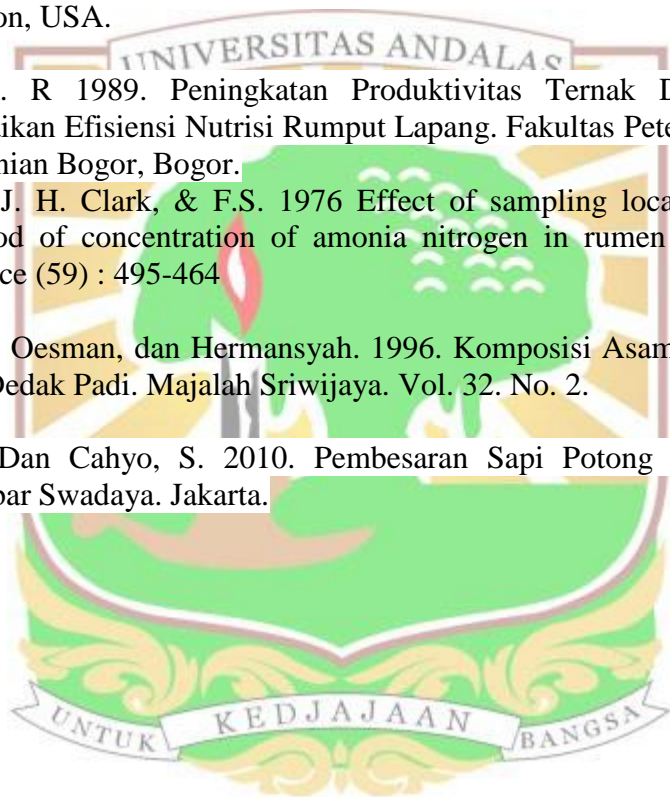 on, USA.
UNIVERSITAS ANDALAS
. R 1989. Peningkatan Produktivitas Ternak D
ikan Efisiensi Nutrisi Rumput Lapang. Fakultas Pete
nian Bogor, Bogor.
J. H. Clark, & F.S. 1976 Effect of sampling loca
od of concentration of amonia nitrogen in rumen
ce (59) : 495-464
Oesman, dan Hermansyah. 1996. Komposisi Asam
Dedak Padi. Majalah Sriwijaya. Vol. 32. No. 2.
Dan Cahyo, S. 2010. Pembesaran Sapi Potong
bar Swadaya. Jakarta.
UNTUK KEDJAJAAN BANGSA